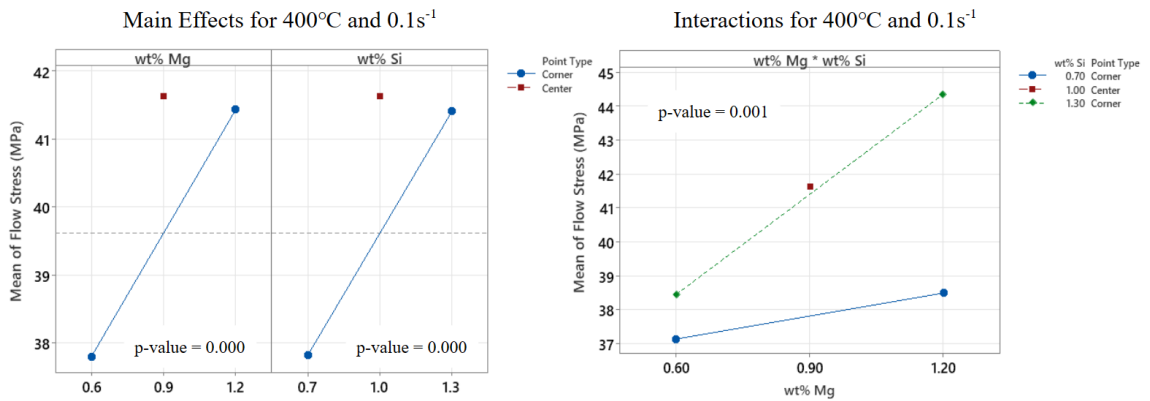 Main Effects for 400°C and 0.1s⁻¹
wt% Mg
wt% Si
Mean of Flow Stress (MPa)
42
41
40
39
38
0.6
0.9
1.2
0.7
1.0
1.3
p-value = 0.000
p-value = 0.000
Point Type
Corner
Center
Interactions for 400°C and 0.1s⁻¹
wt% Mg * wt% Si
Mean of Flow Stress (MPa)
45
44
43
42
41
40
39
38
37
p-value = 0.001
0.60
0.90
1.20
wt% Mg
wt% Si Point Type
0.70 Corner
1.00 Center
1.30 Corner